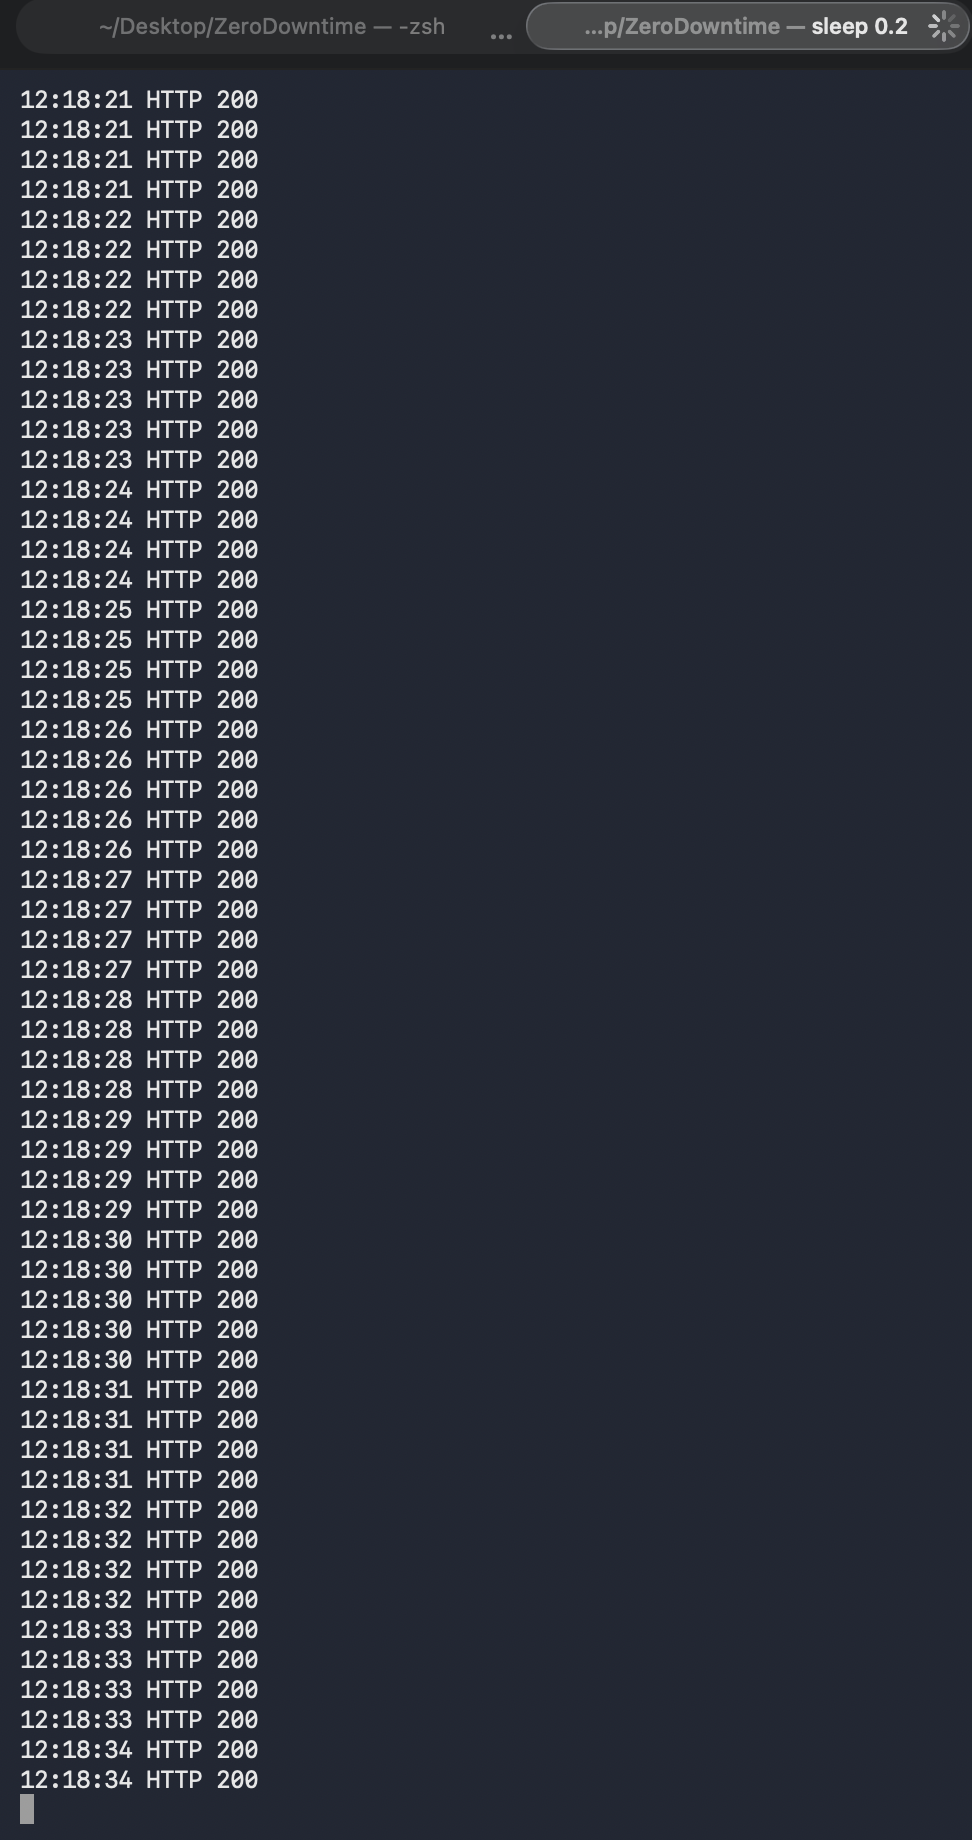 ~/Desktop/ZeroDowntime — -zsh ... ...p/ZeroDowntime — sleep 0.2
12:18:21 HTTP 200
12:18:21 HTTP 200
12:18:21 HTTP 200
12:18:21 HTTP 200
12:18:22 HTTP 200
12:18:22 HTTP 200
12:18:22 HTTP 200
12:18:22 HTTP 200
12:18:23 HTTP 200
12:18:23 HTTP 200
12:18:23 HTTP 200
12:18:23 HTTP 200
12:18:23 HTTP 200
12:18:24 HTTP 200
12:18:24 HTTP 200
12:18:24 HTTP 200
12:18:24 HTTP 200
12:18:25 HTTP 200
12:18:25 HTTP 200
12:18:25 HTTP 200
12:18:25 HTTP 200
12:18:26 HTTP 200
12:18:26 HTTP 200
12:18:26 HTTP 200
12:18:26 HTTP 200
12:18:26 HTTP 200
12:18:27 HTTP 200
12:18:27 HTTP 200
12:18:27 HTTP 200
12:18:27 HTTP 200
12:18:28 HTTP 200
12:18:28 HTTP 200
12:18:28 HTTP 200
12:18:28 HTTP 200
12:18:29 HTTP 200
12:18:29 HTTP 200
12:18:29 HTTP 200
12:18:29 HTTP 200
12:18:30 HTTP 200
12:18:30 HTTP 200
12:18:30 HTTP 200
12:18:30 HTTP 200
12:18:30 HTTP 200
12:18:31 HTTP 200
12:18:31 HTTP 200
12:18:31 HTTP 200
12:18:31 HTTP 200
12:18:32 HTTP 200
12:18:32 HTTP 200
12:18:32 HTTP 200
12:18:32 HTTP 200
12:18:33 HTTP 200
12:18:33 HTTP 200
12:18:33 HTTP 200
12:18:33 HTTP 200
12:18:34 HTTP 200
12:18:34 HTTP 200